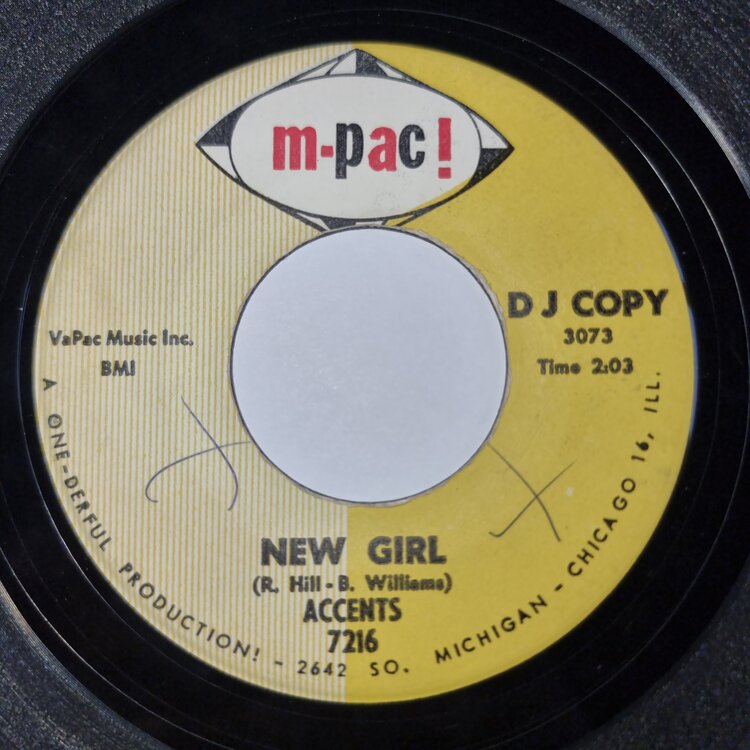 m-pac!
D J COPY
3073
Time 2:03
VaPac Music Inc.
BMI
NEW GIRL
(R. Hill - B. Williams)
ACCENTS
7216
A ONE-DERFUL PRODUCTION! - 2642 SO. MICHIGAN - CHICAGO 16, ILL.